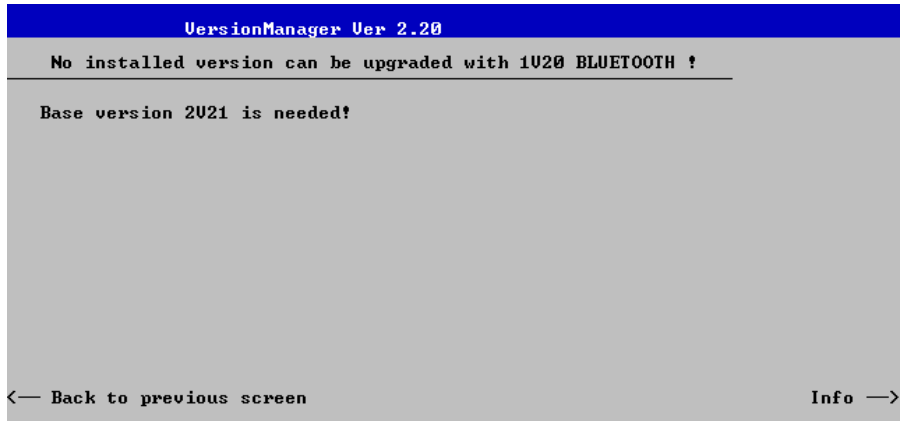 VersionManager Ver 2.20
No installed version can be upgraded with 1V20 BLUETOOTH !
Base version 2V21 is needed!
<— Back to previous screen
Info —>